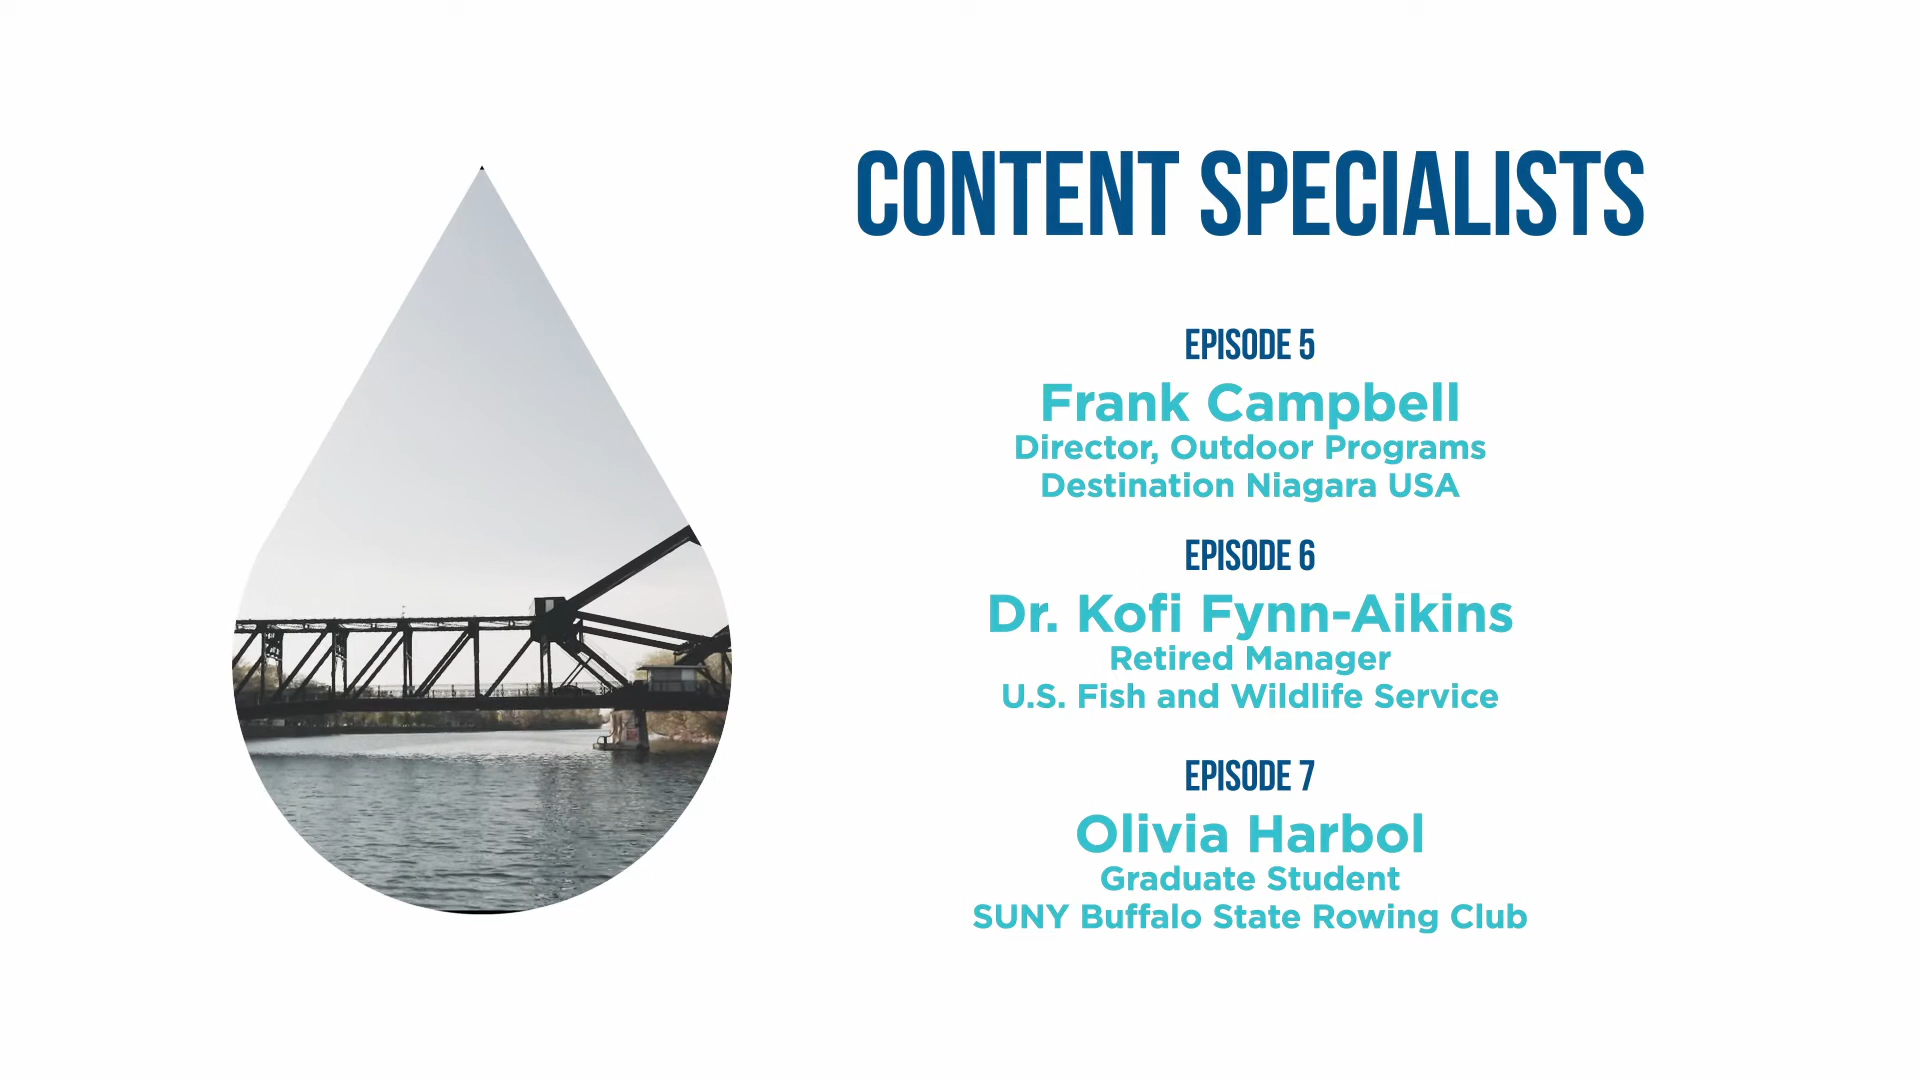 CONTENT SPECIALISTS
EPISODE 5
Frank Campbell
Director, Outdoor Programs
Destination Niagara USA
EPISODE 6
Dr. Kofi Fynn-Aikins
Retired Manager
U.S. Fish and Wildlife Service
EPISODE 7
Olivia Harbol
Graduate Student
SUNY Buffalo State Rowing Club